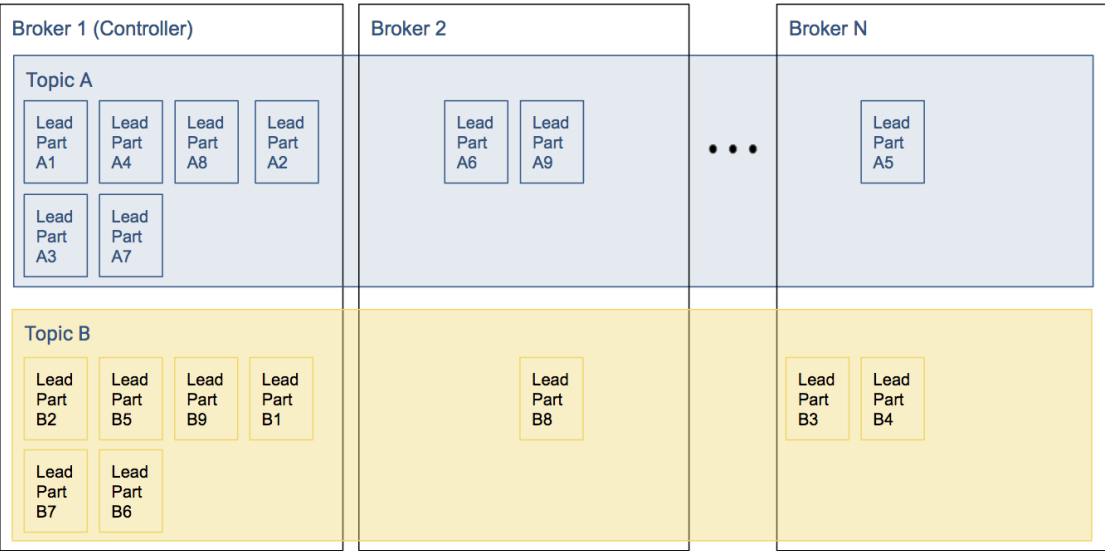 Broker 1 (Controller)
Broker 2
Broker N
Topic A
Lead
Part
A1
Lead
Part
A4
Lead
Part
A8
Lead
Part
A2
Lead
Part
A6
Lead
Part
A9
Lead
Part
A5
Lead
Part
A3
Lead
Part
A7
Topic B
Lead
Part
B2
Lead
Part
B5
Lead
Part
B9
Lead
Part
B1
Lead
Part
B8
Lead
Part
B3
Lead
Part
B4
Lead
Part
B7
Lead
Part
B6